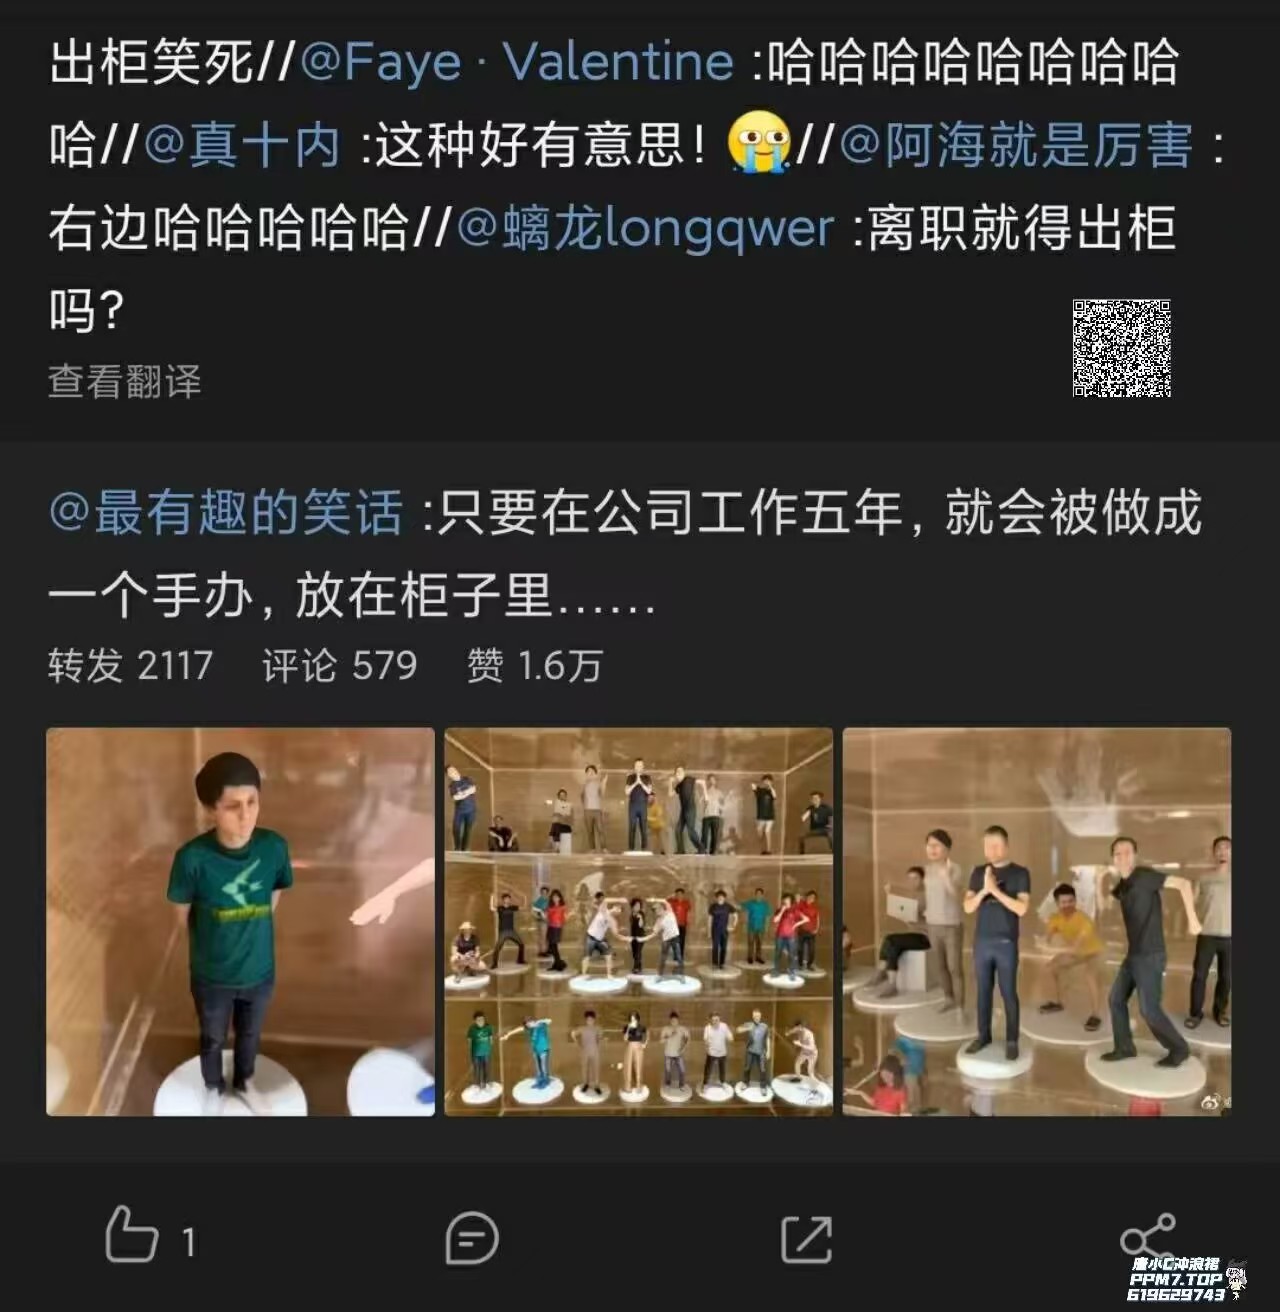 出柜笑死//@Faye · Valentine :哈哈哈哈哈哈哈哈
哈//@真十内 :这种好有意思！//@阿海就是厉害 :
右边哈哈哈哈哈//@螭龙longqwer :离职就得出柜
吗？
查看翻译
@最有趣的笑话 :只要在公司工作五年，就会被做成
一个手办，放在柜子里……
转发 2117 评论 579 赞 1.6万
1
唐小C冲浪裙
PPM7.TOP
619629743